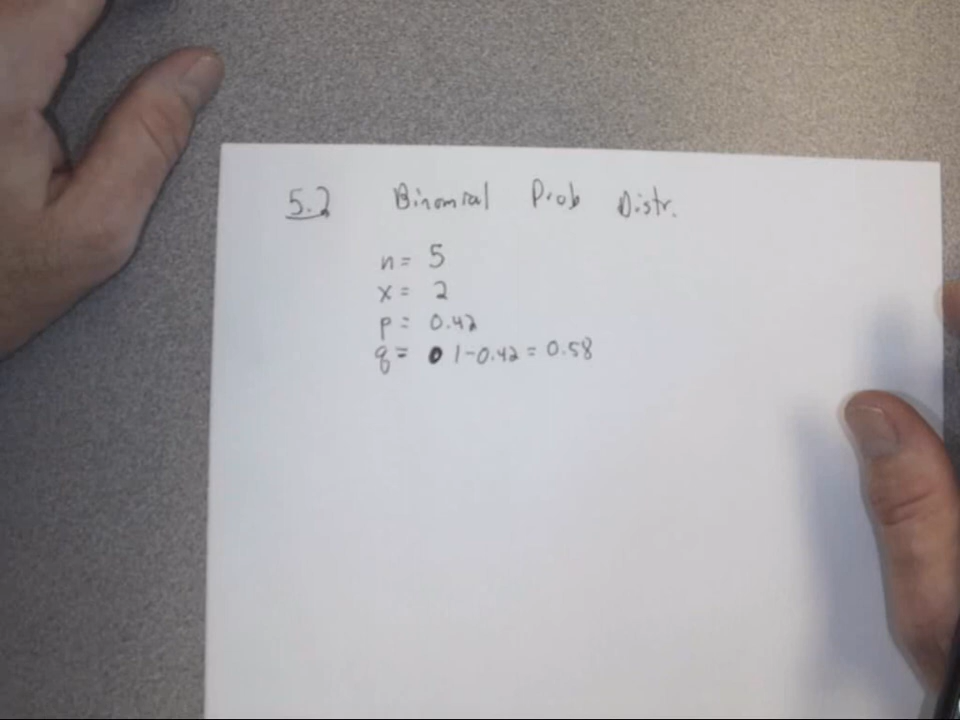 5.2 Binomial Prob Distr.
n = 5
x = 2
p = 0.42
q = 1-0.42 = 0.58